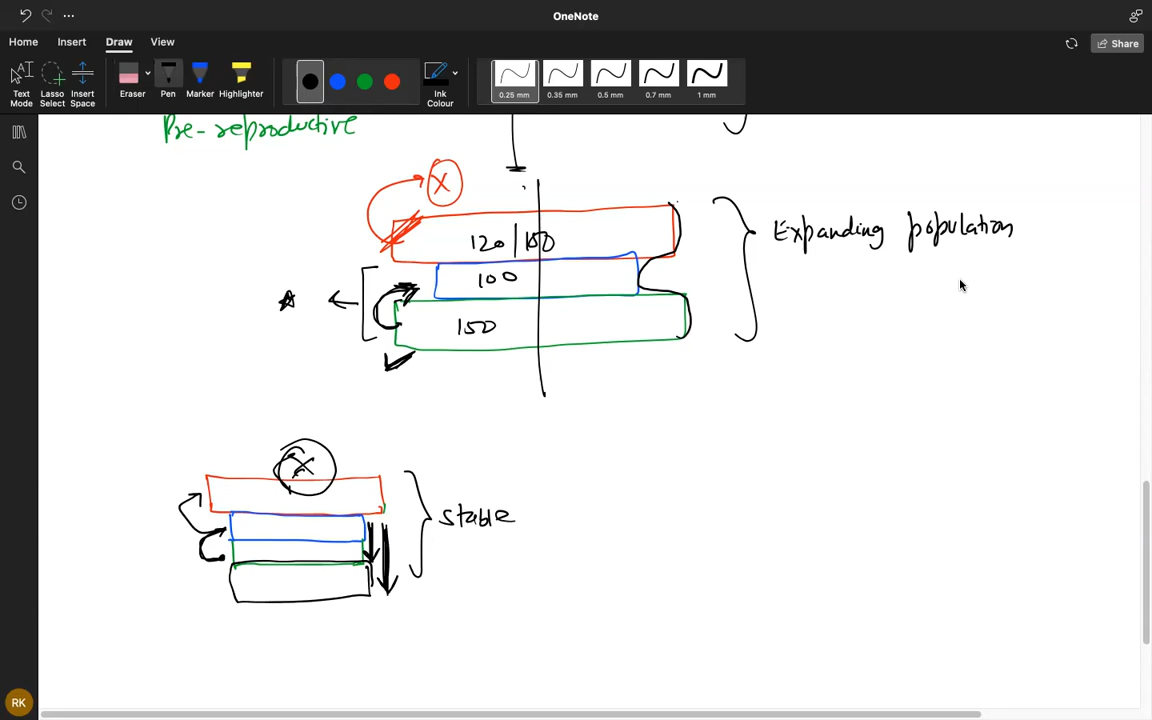 OneNote
Home Insert Draw View
Share
Text Mode
Lasso Select
Insert Space
Eraser
Pen
Marker
Highlighter
Ink Colour
0.25 mm
0.35 mm
0.5 mm
0.7 mm
1 mm
Pre-reproductive
X
120 | 150
Expanding population
100
150
X
stable
RK